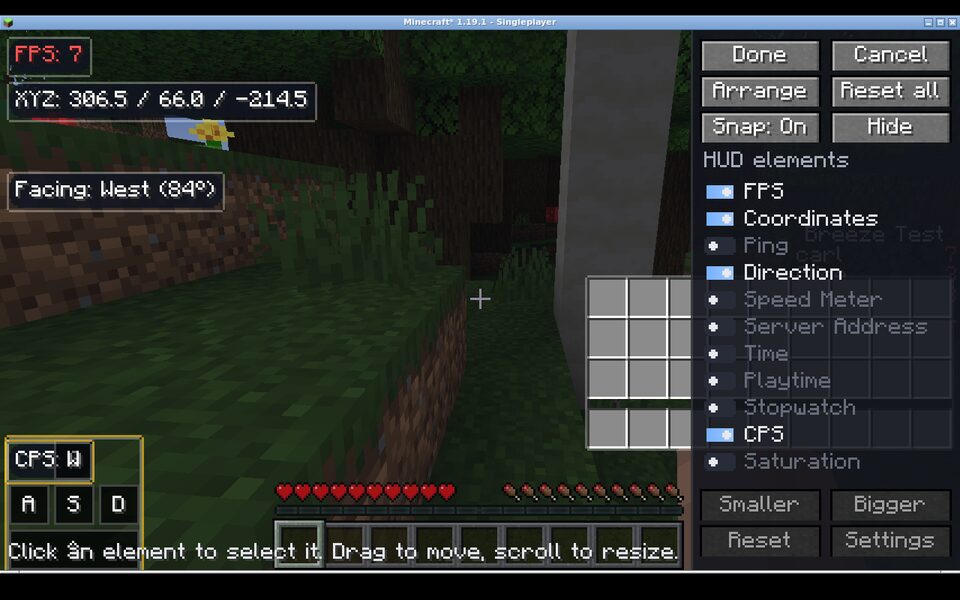 Minecraft* 1.19.1 - Singleplayer
FPS: 7
XYZ: 306.5 / 66.0 / -214.5
Facing: West (84º)
Done
Cancel
Arrange
Reset all
Snap: On
Hide
HUD elements
FPS
Coordinates
Breeze Test
Ping
carl
Direction
Speed Meter
Server Address
Time
Playtime
Stopwatch
CPS
Saturation
Smaller
Bigger
Reset
Settings
CPS: W
A S D
Click an element to select it. Drag to move, scroll to resize.